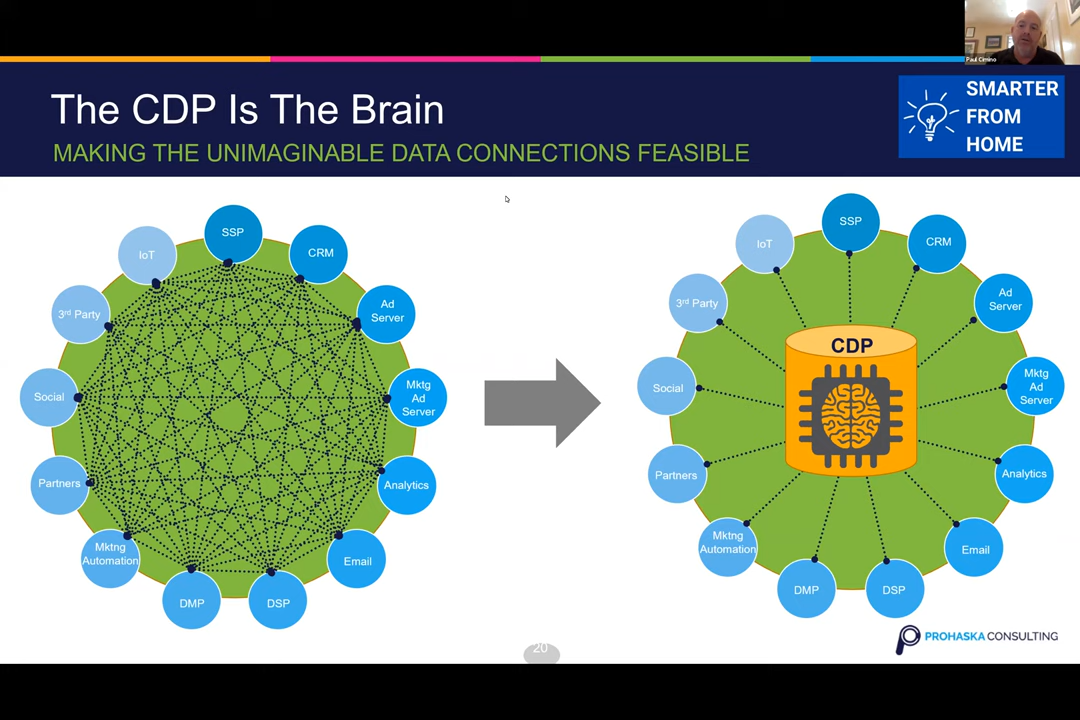 Paul Cimino
The CDP Is The Brain
MAKING THE UNIMAGINABLE DATA CONNECTIONS FEASIBLE
SMARTER
FROM
HOME
SSP
CRM
Ad
Server
Mktg
Ad
Server
Analytics
Email
DSP
DMP
Mktng
Automation
Partners
Social
3rd Party
IoT
SSP
CRM
Ad
Server
Mktg
Ad
Server
Analytics
Email
DSP
DMP
Mktng
Automation
Partners
Social
3rd Party
IoT
CDP
PROHASKA CONSULTING
20